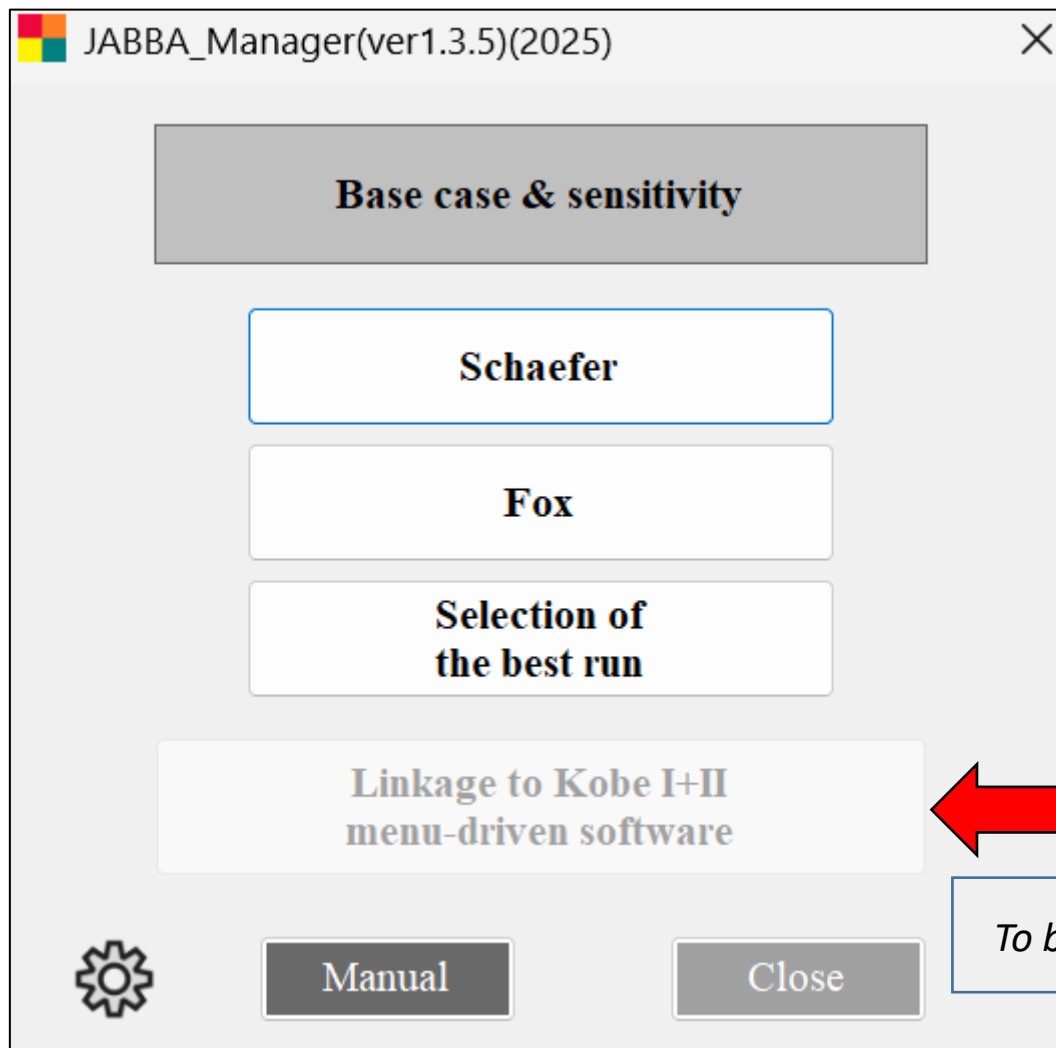 JABBA_Manager(ver1.3.5)(2025)
Base case & sensitivity
Schaefer
Fox
Selection of
the best run
Linkage to Kobe I+II
menu-driven software
To b
Manual
Close